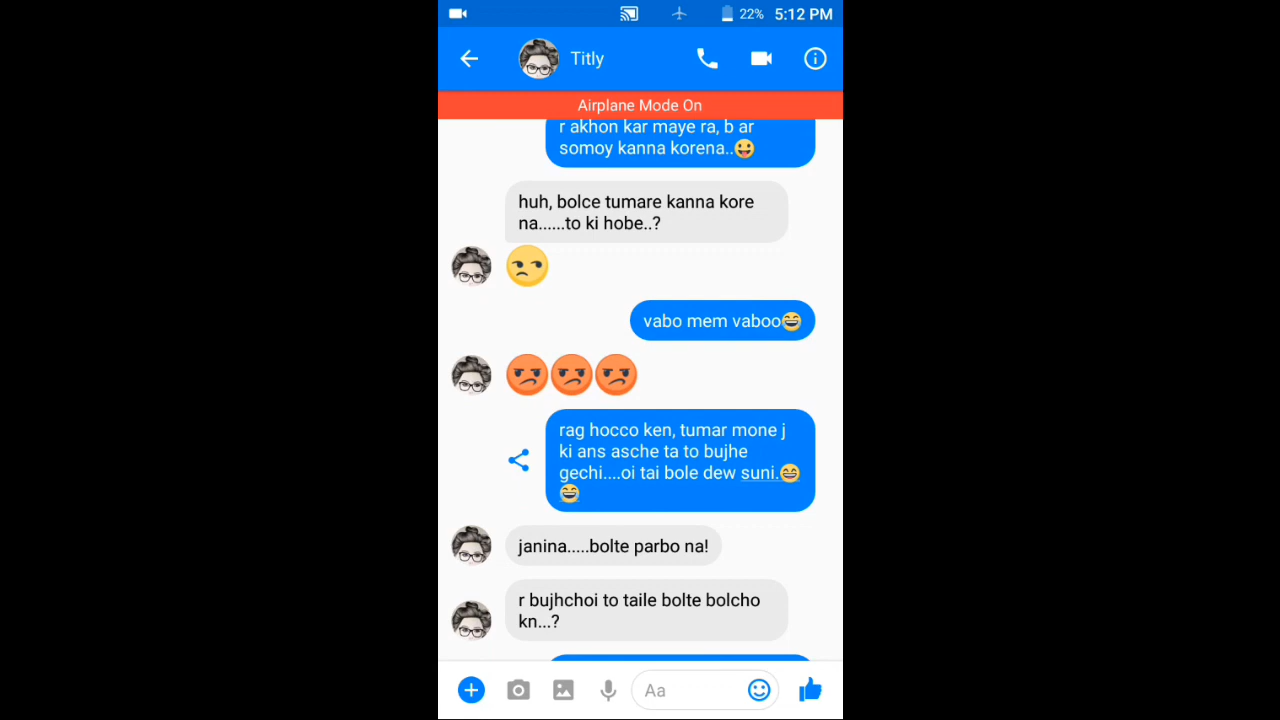 22% 5:12 PM
Titly
Airplane Mode On
r akhon kar maye ra, b ar
somoy kanna korena..😜
huh, bolce tumare kanna kore
na......to ki hobe..?
😒
vabo mem vaboo😅
😡😡😡
rag hocco ken, tumar mone j
ki ans asche ta to bujhe
gechi....oi tai bole dew suni.😄
😅
janina.....bolte parbo na!
r bujhchoi to taile bolte bolcho
kn...?
Aa